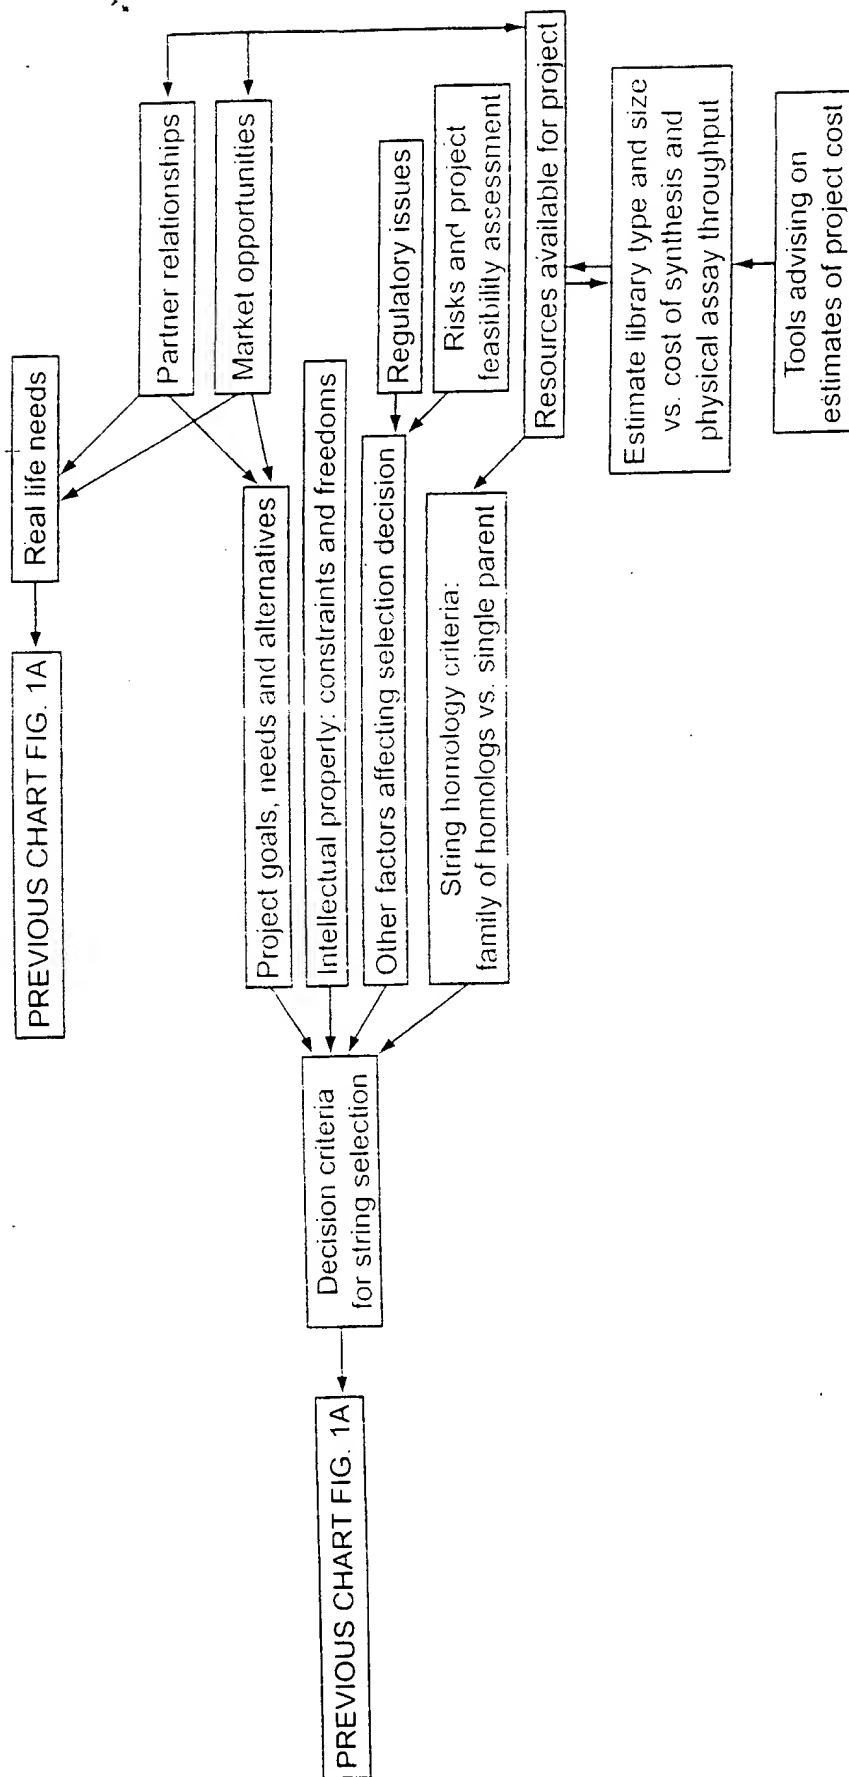 PREVIOUS CHART FIG. 1A
Real life needs
Partner relationships
Market opportunities
Project goals, needs and alternatives
Intellectual property: constraints and freedoms
Other factors affecting selection decision
Regulatory issues
Risks and project
feasibility assessment
String homology criteria:
family of homologs vs. single parent
Resources available for project
Estimate library type and size
vs. cost of synthesis and
physical assay throughput
Tools advising on
estimates of project cost
Decision criteria
for string selection
PREVIOUS CHART FIG. 1A